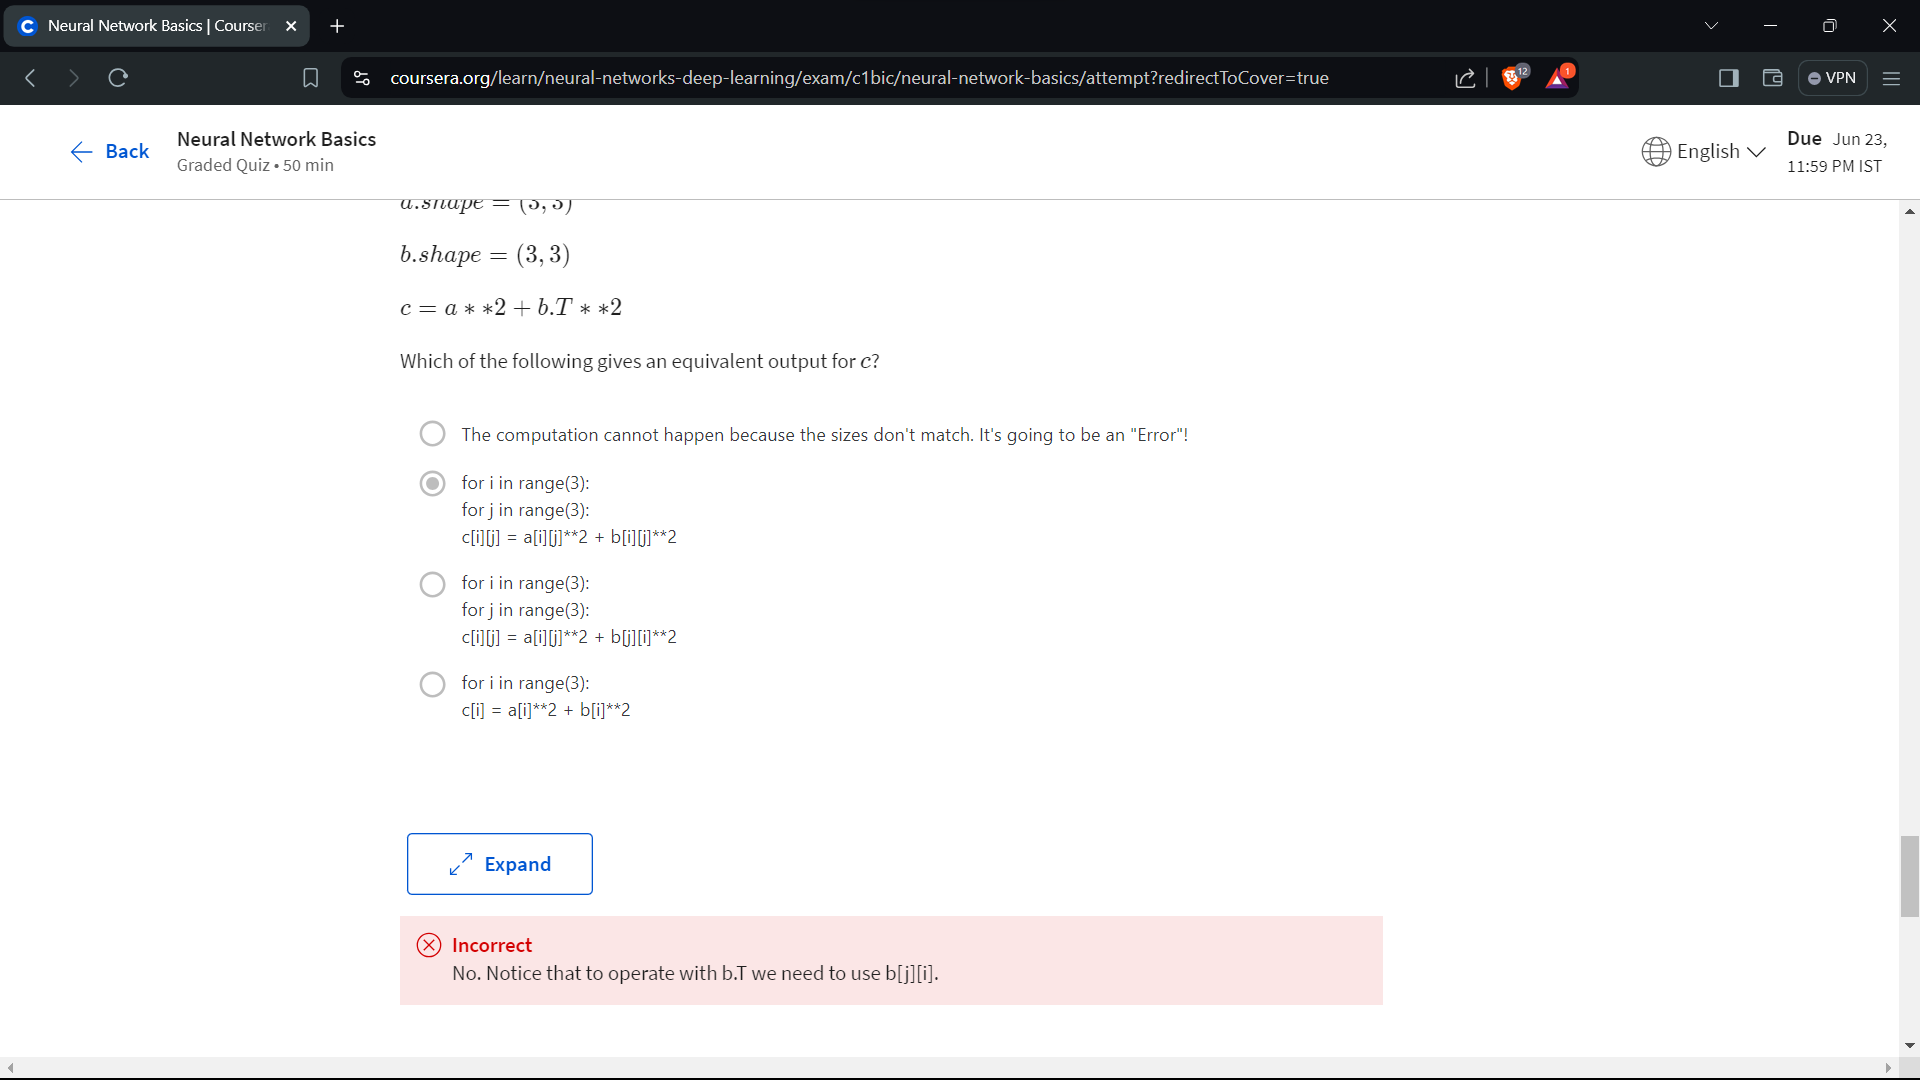 Neural Network Basics | Courser
coursera.org/learn/neural-networks-deep-learning/exam/c1bic/neural-network-basics/attempt?redirectToCover=true
12
1
VPN
Back
Neural Network Basics
Graded Quiz • 50 min
English
Due Jun 23,
11:59 PM IST
a.shape = (3, 3)
b.shape = (3, 3)
c = a * *2 + b.T * *2
Which of the following gives an equivalent output for c?
The computation cannot happen because the sizes don't match. It's going to be an "Error"!
for i in range(3):
for j in range(3):
c[i][j] = a[i][j]**2 + b[i][j]**2
for i in range(3):
for j in range(3):
c[i][j] = a[i][j]**2 + b[j][i]**2
for i in range(3):
c[i] = a[i]**2 + b[i]**2
Expand
Incorrect
No. Notice that to operate with b.T we need to use b[j][i].